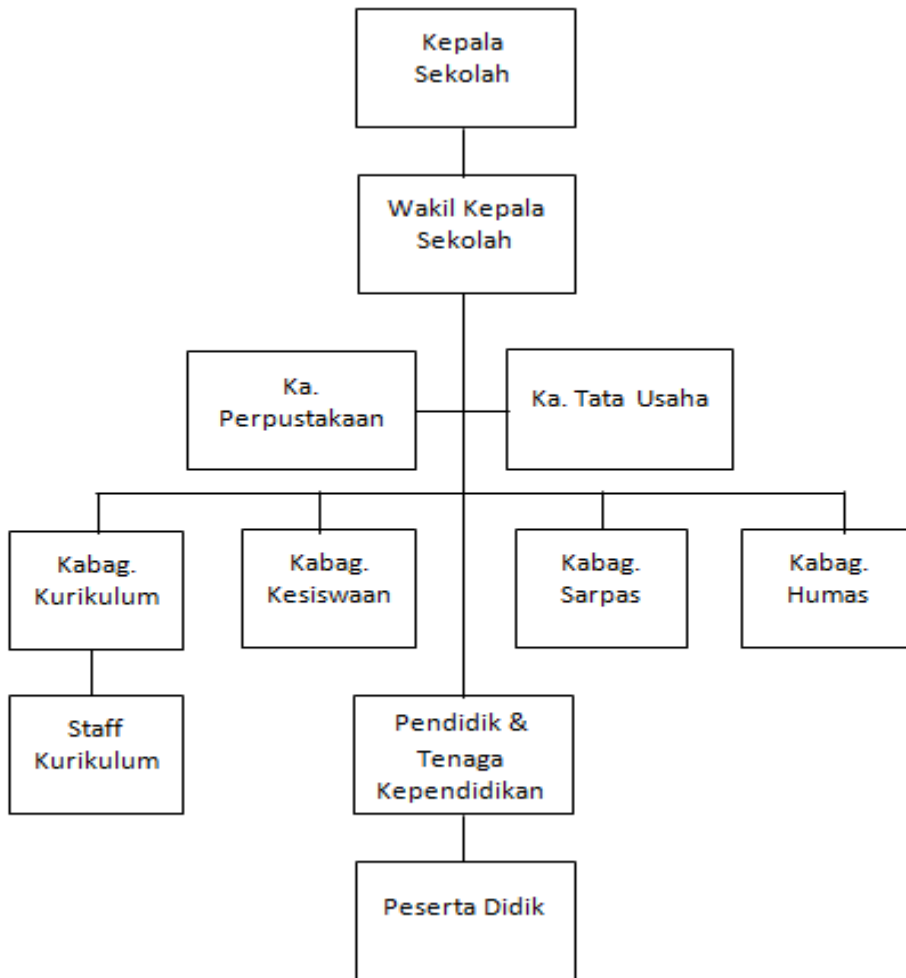 Kepala
Sekolah
Wakil Kepala
Sekolah
Ka.
Perpustakaan
Ka. Tata Usaha
Kabag.
Kurikulum
Kabag.
Kesiswaan
Kabag.
Sarpas
Kabag.
Humas
Staff
Kurikulum
Pendidik &
Tenaga
Kependidikan
Peserta Didik